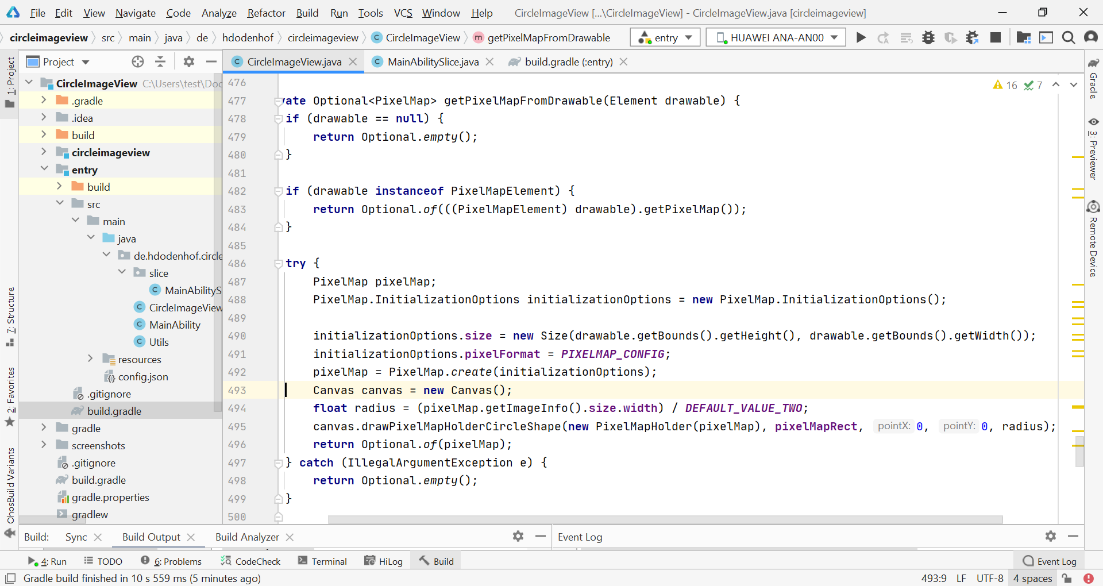 File Edit View Navigate Code Analyze Refactor Build Run Tools VCS Window Help CircleImageView [...\CircleImageView] - CircleImageView.java [circleimageview]
circleimageview src main java de hdodenhof circleimageview CircleImageView getPixelMapFromDrawable entry HUAWEI ANA-AN00
Project CircleImageView.java MainAbilitySlice.java build.gradle (:entry)
1: Project
7: Structure
2: Favorites
OhosBuild Variants
CircleImageView C:\Users\test\Doc
.gradle
.idea
build
circleimageview
entry
build
src
main
java
de.hdodenhof.circle
slice
MainAbilityS
CircleImageView
MainAbility
Utils
resources
config.json
.gitignore
build.gradle
gradle
screenshots
.gitignore
build.gradle
gradle.properties
gradlew
16 7
476
477 vate Optional<PixelMap> getPixelMapFromDrawable(Element drawable) {
478 if (drawable == null) {
479 return Optional.empty();
480 }
481
482 if (drawable instanceof PixelMapElement) {
483 return Optional.of(((PixelMapElement) drawable).getPixelMap());
484 }
485
486 try {
487 PixelMap pixelMap;
488 PixelMap.InitializationOptions initializationOptions = new PixelMap.InitializationOptions();
489
490 initializationOptions.size = new Size(drawable.getBounds().getHeight(), drawable.getBounds().getWidth());
491 initializationOptions.pixelFormat = PIXELMAP_CONFIG;
492 pixelMap = PixelMap.create(initializationOptions);
493 Canvas canvas = new Canvas();
494 float radius = (pixelMap.getImageInfo().size.width) / DEFAULT_VALUE_TWO;
495 canvas.drawPixelMapHolderCircleShape(new PixelMapHolder(pixelMap), pixelMapRect, pointX: 0, pointY: 0, radius);
496 return Optional.of(pixelMap);
497 } catch (IllegalArgumentException e) {
498 return Optional.empty();
499 }
500
Gradle
3: Previewer
Remote Device
Build: Sync Build Output Build Analyzer Event Log
4: Run TODO 6: Problems CodeCheck Terminal HiLog Build Event Log
Gradle build finished in 10 s 559 ms (5 minutes ago) 493:9 LF UTF-8 4 spaces